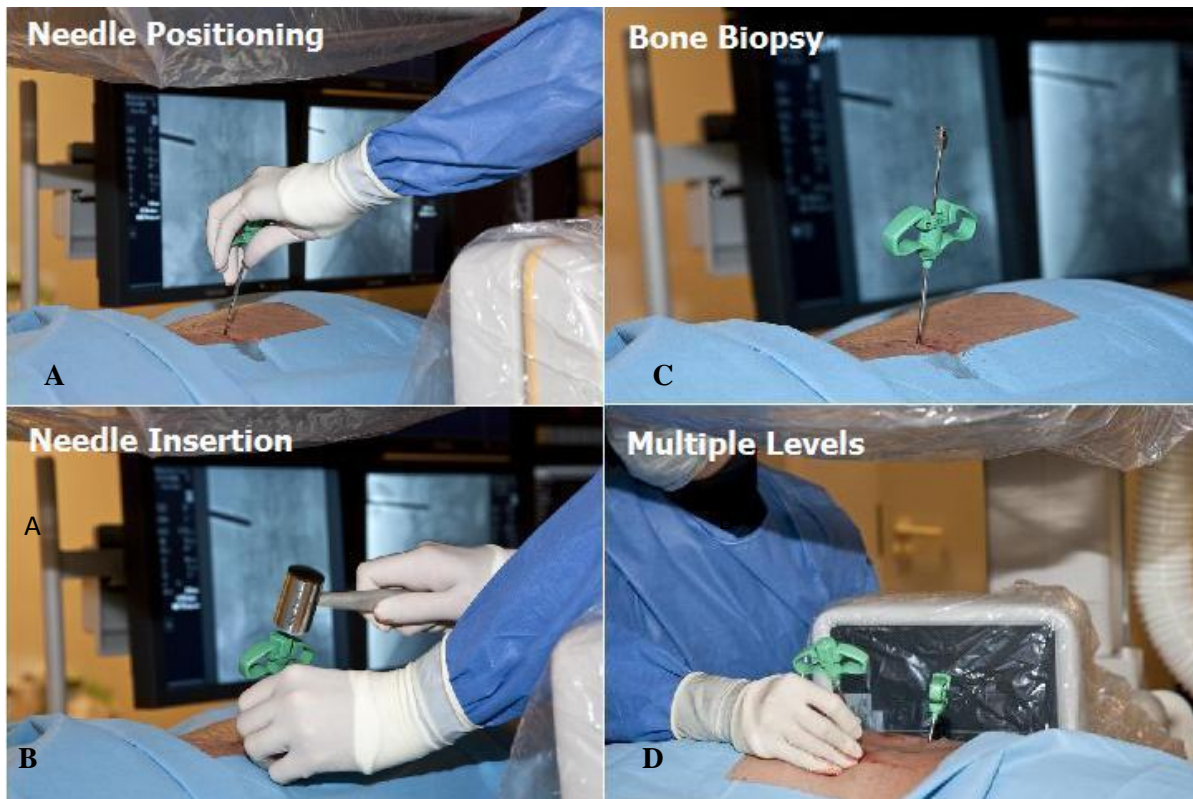 Needle Positioning
A
Bone Biopsy
C
Needle Insertion
A
B
Multiple Levels
D